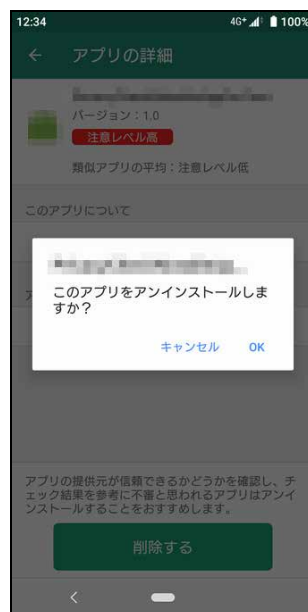 12:34
4G+
100%
アプリの詳細
バージョン：1.0
注意レベル高
類似アプリの平均：注意レベル低
このアプリについて
このアプリをアンインストールしま
すか？
キャンセル
OK
アプリの提供元が信頼できるかどうかを確認し、チ
ェック結果を参考に不審と思われるアプリはアンイ
ンストールすることをおすすめします。
削除する